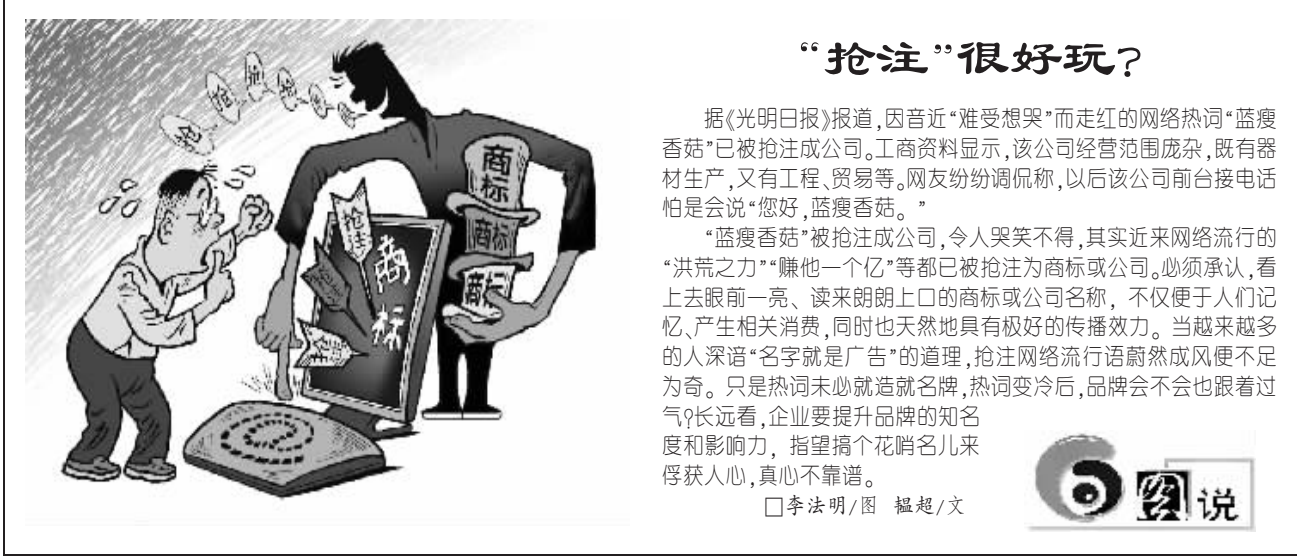 抢
抢
抢
抢
商标
商标
商标
抢注
商标
抢
“抢注”很好玩？
据《光明日报》报道，因音近“难受想哭”而走红的网络热词“蓝瘦
香菇”已被抢注成公司。工商资料显示，该公司经营范围庞杂，既有器
材生产，又有工程、贸易等。网友纷纷调侃称，以后该公司前台接电话
怕是会说“您好，蓝瘦香菇。”
“蓝瘦香菇”被抢注成公司，令人哭笑不得，其实近来网络流行的
“洪荒之力”“赚他一个亿”等都已被抢注为商标或公司。必须承认，看
上去眼前一亮、读来朗朗上口的商标或公司名称，不仅便于人们记
忆、产生相关消费，同时也天然地具有极好的传播效力。当越来越多
的人深谙“名字就是广告”的道理，抢注网络流行语蔚然成风便不足
为奇。只是热词未必就造就名牌，热词变冷后，品牌会不会也跟着过
气？长远看，企业要提升品牌的知名
度和影响力，指望搞个花哨名儿来
俘获人心，真心不靠谱。
□李法明/图 韫超/文
图说